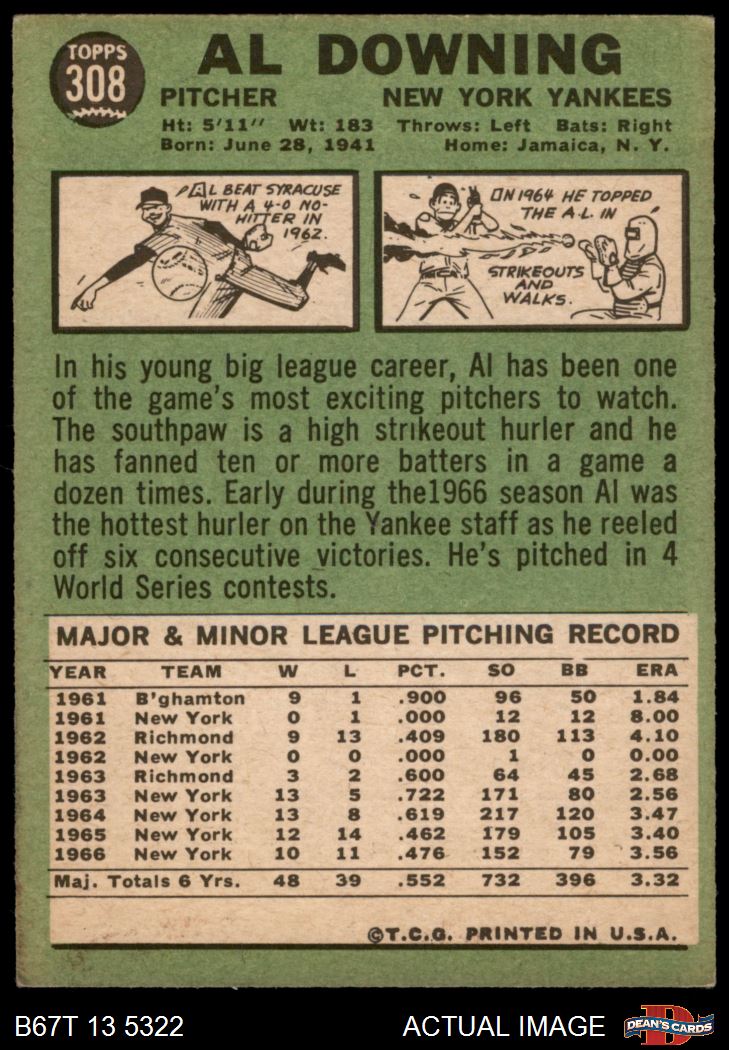 TOPPS
308
AL DOWNING
PITCHER NEW YORK YANKEES
Ht: 5'11" Wt: 183 Throws: Left Bats: Right
Born: June 28, 1941 Home: Jamaica, N. Y.
AL BEAT SYRACUSE
WITH A 4-0 NO-
HITTER IN
1962.
IN 1964 HE TOPPED
THE A.L. IN
STRIKEOUTS
AND
WALKS.
In his young big league career, Al has been one
of the game's most exciting pitchers to watch.
The southpaw is a high strikeout hurler and he
has fanned ten or more batters in a game a
dozen times. Early during the1966 season Al was
the hottest hurler on the Yankee staff as he reeled
off six consecutive victories. He's pitched in 4
World Series contests.
MAJOR & MINOR LEAGUE PITCHING RECORD
YEAR TEAM W L PCT. SO BB ERA
1961 B'ghamton 9 1 .900 96 50 1.84
1961 New York 0 1 .000 12 12 8.00
1962 Richmond 9 13 .409 180 113 4.10
1962 New York 0 0 .000 1 0 0.00
1963 Richmond 3 2 .600 64 45 2.68
1963 New York 13 5 .722 171 80 2.56
1964 New York 13 8 .619 217 120 3.47
1965 New York 12 14 .462 179 105 3.40
1966 New York 10 11 .476 152 79 3.56
Maj. Totals 6 Yrs. 48 39 .552 732 396 3.32
©T.C.G. PRINTED IN U.S.A.
B67T 13 5322 ACTUAL IMAGE
D
DEAN'S CARDS